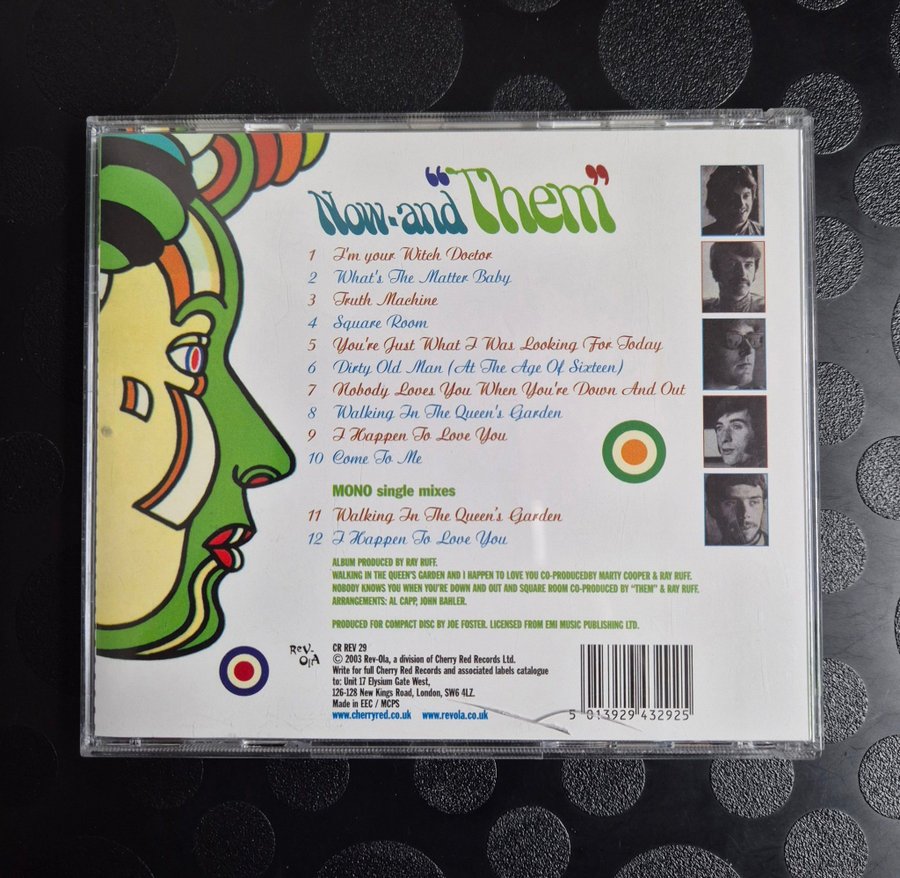 Now-and "Them"
1 I'm your Witch Doctor
2 What's The Matter Baby
3 Truth Machine
4 Square Room
5 You're Just What I Was Looking For Today
6 Dirty Old Man (At The Age Of Sixteen)
7 Nobody Loves You When You're Down And Out
8 Walking In The Queen's Garden
9 I Happen To Love You
10 Come To Me
MONO single mixes
11 Walking In The Queen's Garden
12 I Happen To Love You
ALBUM PRODUCED BY RAY RUFF.
WALKING IN THE QUEEN'S GARDEN AND I HAPPEN TO LOVE YOU CO-PRODUCEDBY MARTY COOPER & RAY RUFF.
NOBODY KNOWS YOU WHEN YOU'RE DOWN AND OUT AND SQUARE ROOM CO-PRODUCED BY "THEM" & RAY RUFF.
ARRANGEMENTS: AL CAPP, JOHN BAHLER.
PRODUCED FOR COMPACT DISC BY JOE FOSTER. LICENSED FROM EMI MUSIC PUBLISHING LTD.
REV-OLA
CR REV 29
© 2003 Rev-Ola, a division of Cherry Red Records Ltd.
Write for full Cherry Red Records and associated labels catalogue
to: Unit 17 Elysium Gate West,
126-128 New Kings Road, London, SW6 4LZ.
Made in EEC / MCPS
www.cherryred.co.uk www.revola.co.uk
5 013929 432925